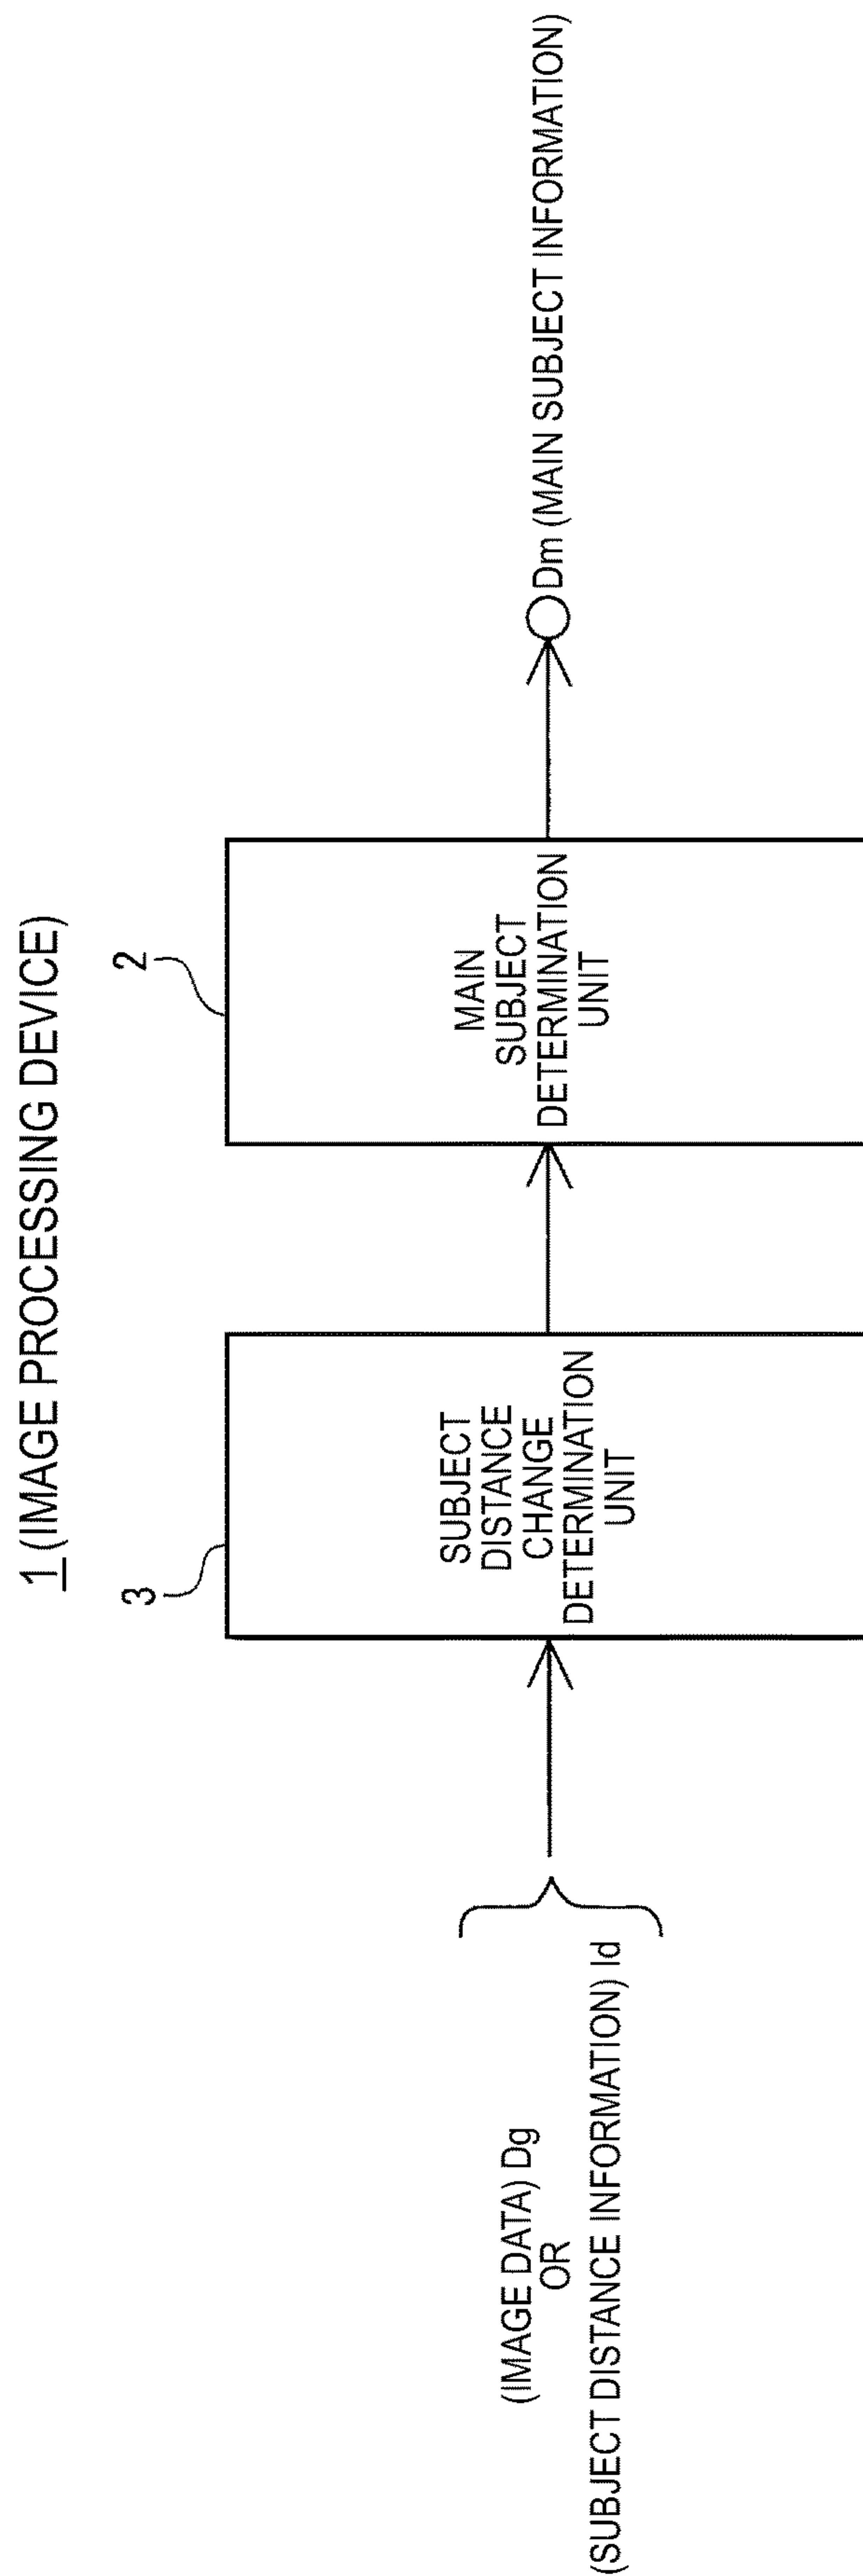 1 (IMAGE PROCESSING DEVICE)
(IMAGE DATA) Dg
OR
(SUBJECT DISTANCE INFORMATION) Id
3
SUBJECT
DISTANCE
CHANGE
DETERMINATION
UNIT
2
MAIN
SUBJECT
DETERMINATION
UNIT
Dm (MAIN SUBJECT INFORMATION)